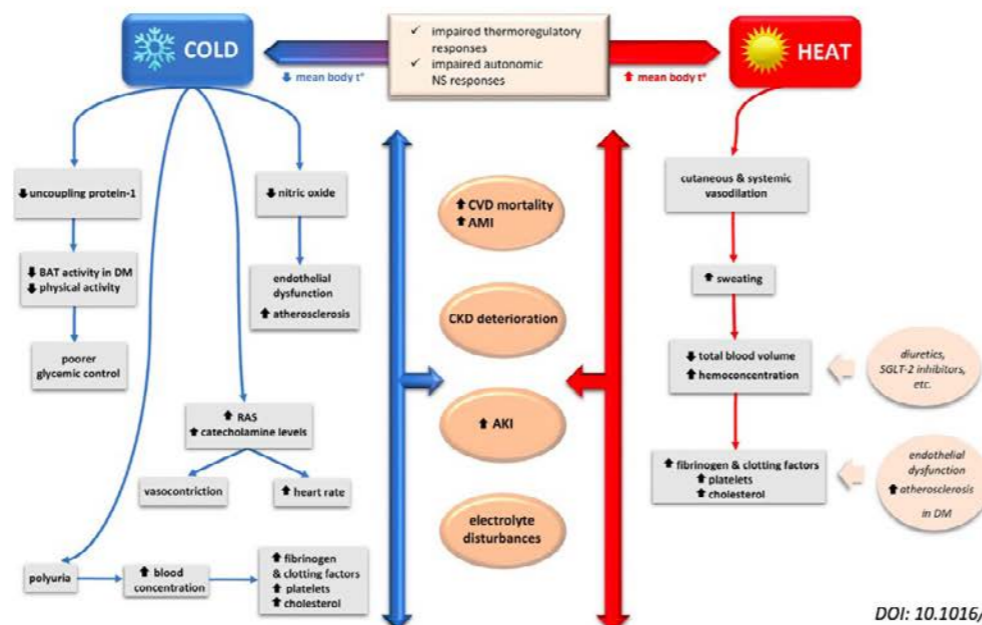 COLD
✓ impaired thermoregulatory
responses
✓ impaired autonomic
NS responses
HEAT
⬇ mean body t°
⬆ mean body t°
⬇ uncoupling protein-1
⬇ BAT activity in DM
⬇ physical activity
poorer
glycemic control
⬇ nitric oxide
endothelial
dysfunction
⬆ atherosclerosis
⬆ RAS
⬆ catecholamine levels
vasocontriction
⬆ heart rate
polyuria
⬆ blood
concentration
⬆ fibrinogen
& clotting factors
⬆ platelets
⬆ cholesterol
⬆ CVD mortality
⬆ AMI
CKD deterioration
⬆ AKI
electrolyte
disturbances
cutaneous & systemic
vasodilation
⬆ sweating
⬇ total blood volume
⬆ hemoconcentration
diuretics,
SGLT-2 inhibitors,
etc.
⬆ fibrinogen & clotting factors
⬆ platelets
⬆ cholesterol
endothelial
dysfunction
⬆ atherosclerosis
in DM
DOI: 10.1016/